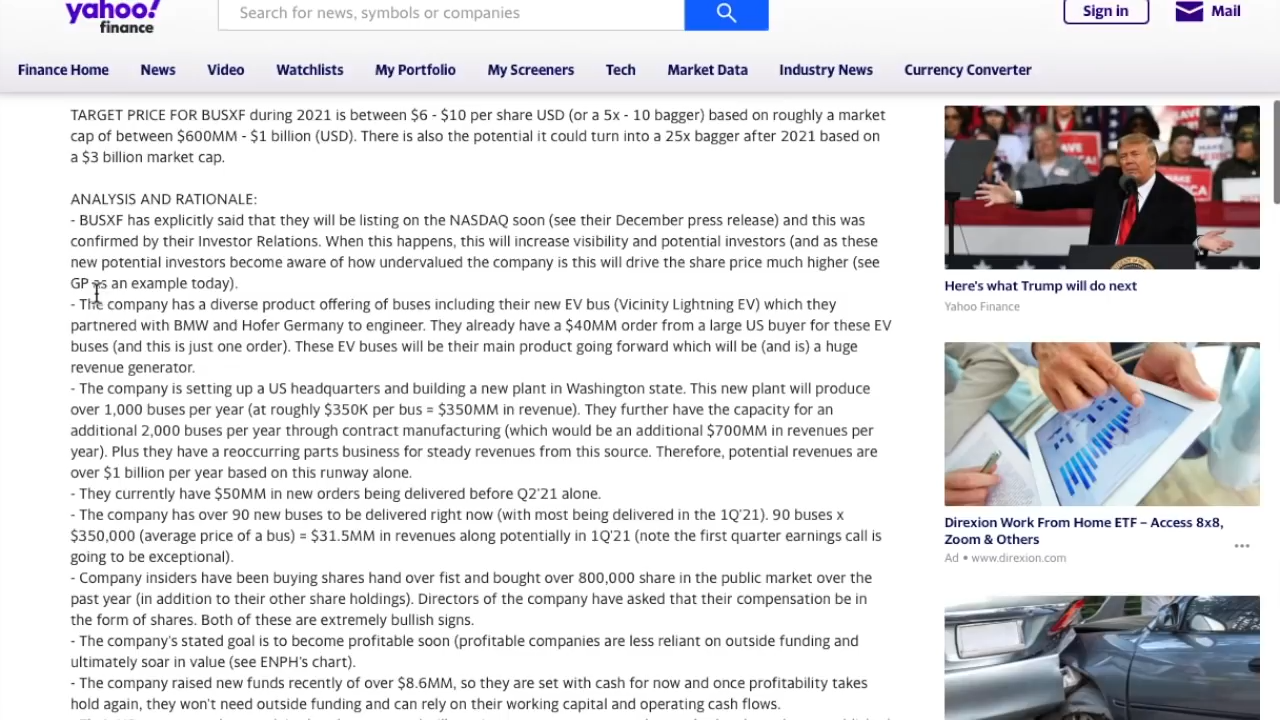 yahoo!
finance
Search for news, symbols or companies
Sign in
Mail
Finance Home News Video Watchlists My Portfolio My Screeners Tech Market Data Industry News Currency Converter
TARGET PRICE FOR BUSXF during 2021 is between $6 - $10 per share USD (or a 5x - 10 bagger) based on roughly a market
cap of between $600MM - $1 billion (USD). There is also the potential it could turn into a 25x bagger after 2021 based on
a $3 billion market cap.
ANALYSIS AND RATIONALE:
- BUSXF has explicitly said that they will be listing on the NASDAQ soon (see their December press release) and this was
confirmed by their Investor Relations. When this happens, this will increase visibility and potential investors (and as these
new potential investors become aware of how undervalued the company is this will drive the share price much higher (see
GP as an example today).
- The company has a diverse product offering of buses including their new EV bus (Vicinity Lightning EV) which they
partnered with BMW and Hofer Germany to engineer. They already have a $40MM order from a large US buyer for these EV
buses (and this is just one order). These EV buses will be their main product going forward which will be (and is) a huge
revenue generator.
- The company is setting up a US headquarters and building a new plant in Washington state. This new plant will produce
over 1,000 buses per year (at roughly $350K per bus = $350MM in revenue). They further have the capacity for an
additional 2,000 buses per year through contract manufacturing (which would be an additional $700MM in revenues per
year). Plus they have a reoccurring parts business for steady revenues from this source. Therefore, potential revenues are
over $1 billion per year based on this runway alone.
- They currently have $50MM in new orders being delivered before Q2'21 alone.
- The company has over 90 new buses to be delivered right now (with most being delivered in the 1Q'21). 90 buses x
$350,000 (average price of a bus) = $31.5MM in revenues along potentially in 1Q'21 (note the first quarter earnings call is
going to be exceptional).
- Company insiders have been buying shares hand over fist and bought over 800,000 share in the public market over the
past year (in addition to their other share holdings). Directors of the company have asked that their compensation be in
the form of shares. Both of these are extremely bullish signs.
- The company's stated goal is to become profitable soon (profitable companies are less reliant on outside funding and
ultimately soar in value (see ENPH's chart).
- The company raised new funds recently of over $8.6MM, so they are set with cash for now and once profitability takes
hold again, they won't need outside funding and can rely on their working capital and operating cash flows.
Here's what Trump will do next
Yahoo Finance
Direxion Work From Home ETF – Access 8x8,
Zoom & Others
Ad • www.direxion.com